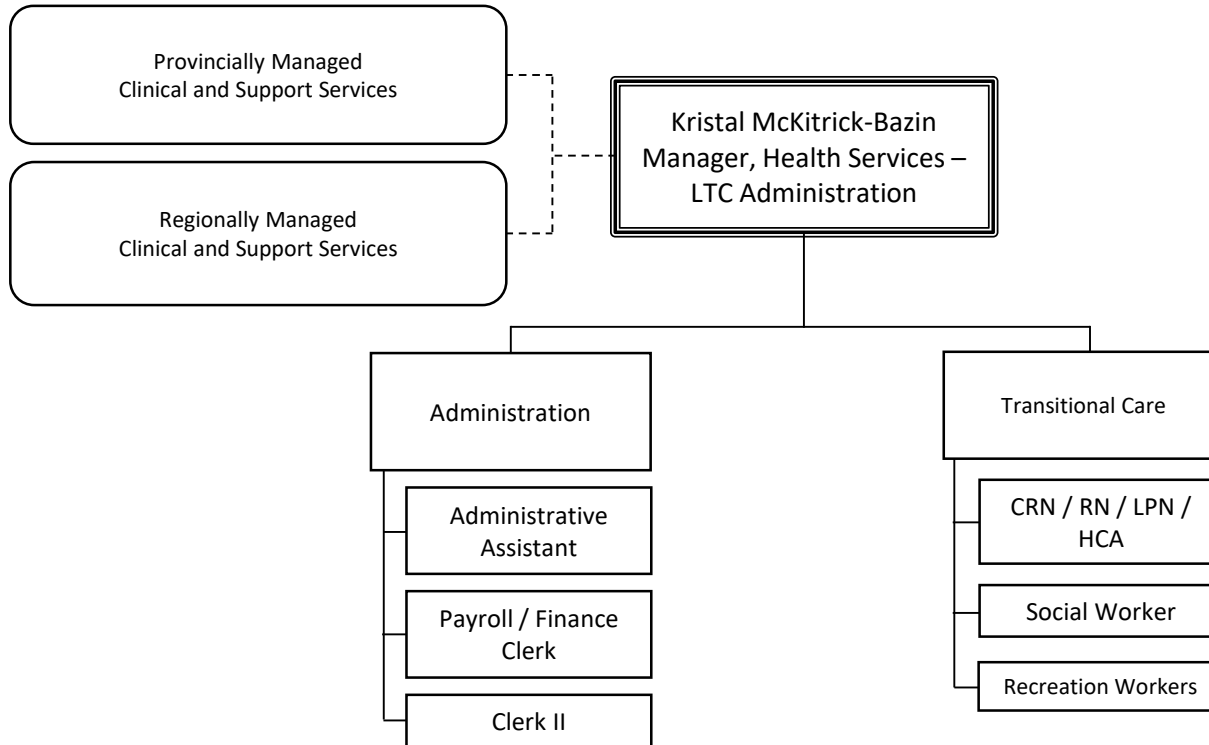 Provincially Managed
Clinical and Support Services
Kristal McKitrick-Bazin
Manager, Health Services –
LTC Administration
Regionally Managed
Clinical and Support Services
Administration
Transitional Care
Administrative
Assistant
CRN / RN / LPN /
HCA
Payroll / Finance
Clerk
Social Worker
Recreation Workers
Clerk II